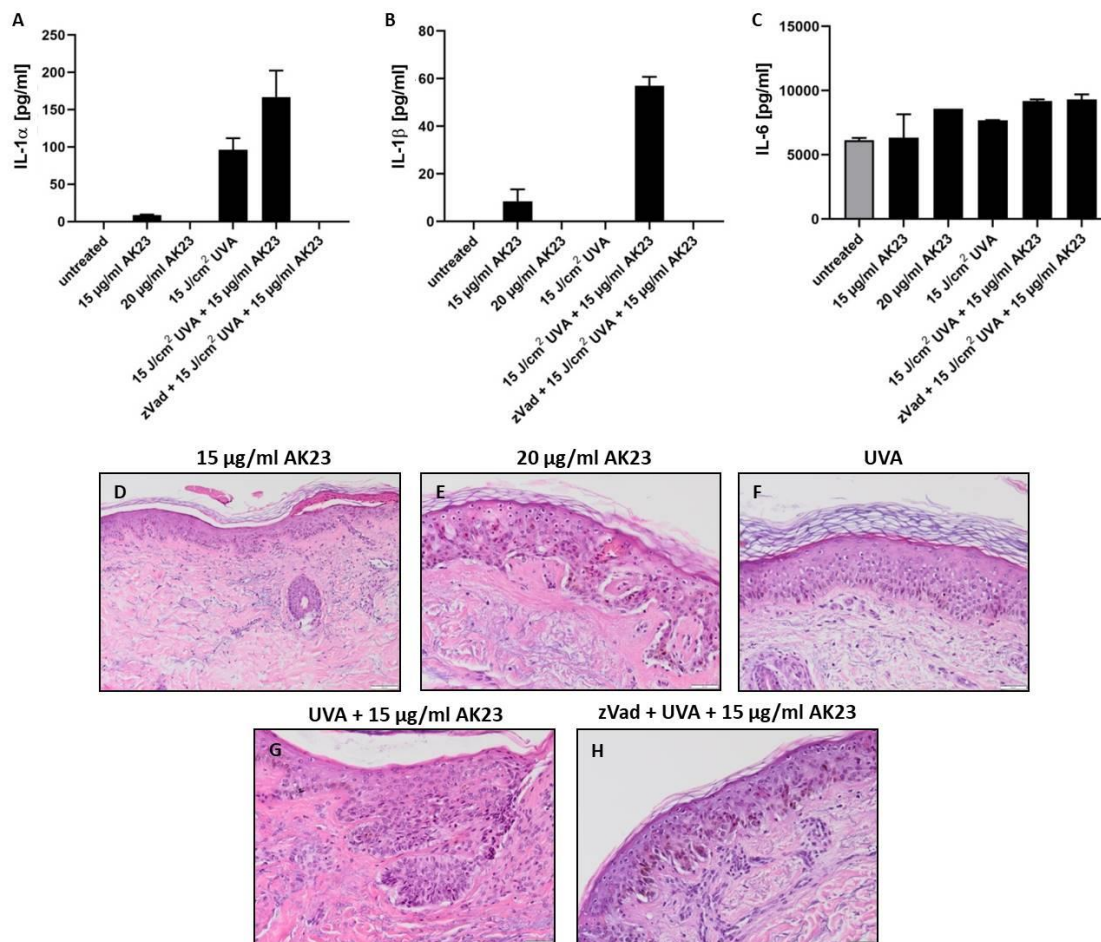 A
IL-1α [pg/ml]
250
200
150
100
50
0
untreated
15 µg/ml AK23
20 µg/ml AK23
15 J/cm² UVA
15 J/cm² UVA + 15 µg/ml AK23
zVad + 15 J/cm² UVA + 15 µg/ml AK23
B
IL-1β [pg/ml]
80
60
40
20
0
untreated
15 µg/ml AK23
20 µg/ml AK23
15 J/cm² UVA
15 J/cm² UVA + 15 µg/ml AK23
zVad + 15 J/cm² UVA + 15 µg/ml AK23
C
IL-6 [pg/ml]
15000
10000
5000
0
untreated
15 µg/ml AK23
20 µg/ml AK23
15 J/cm² UVA
15 J/cm² UVA + 15 µg/ml AK23
zVad + 15 J/cm² UVA + 15 µg/ml AK23
15 µg/ml AK23
D
20 µg/ml AK23
E
UVA
F
UVA + 15 µg/ml AK23
G
zVad + UVA + 15 µg/ml AK23
H